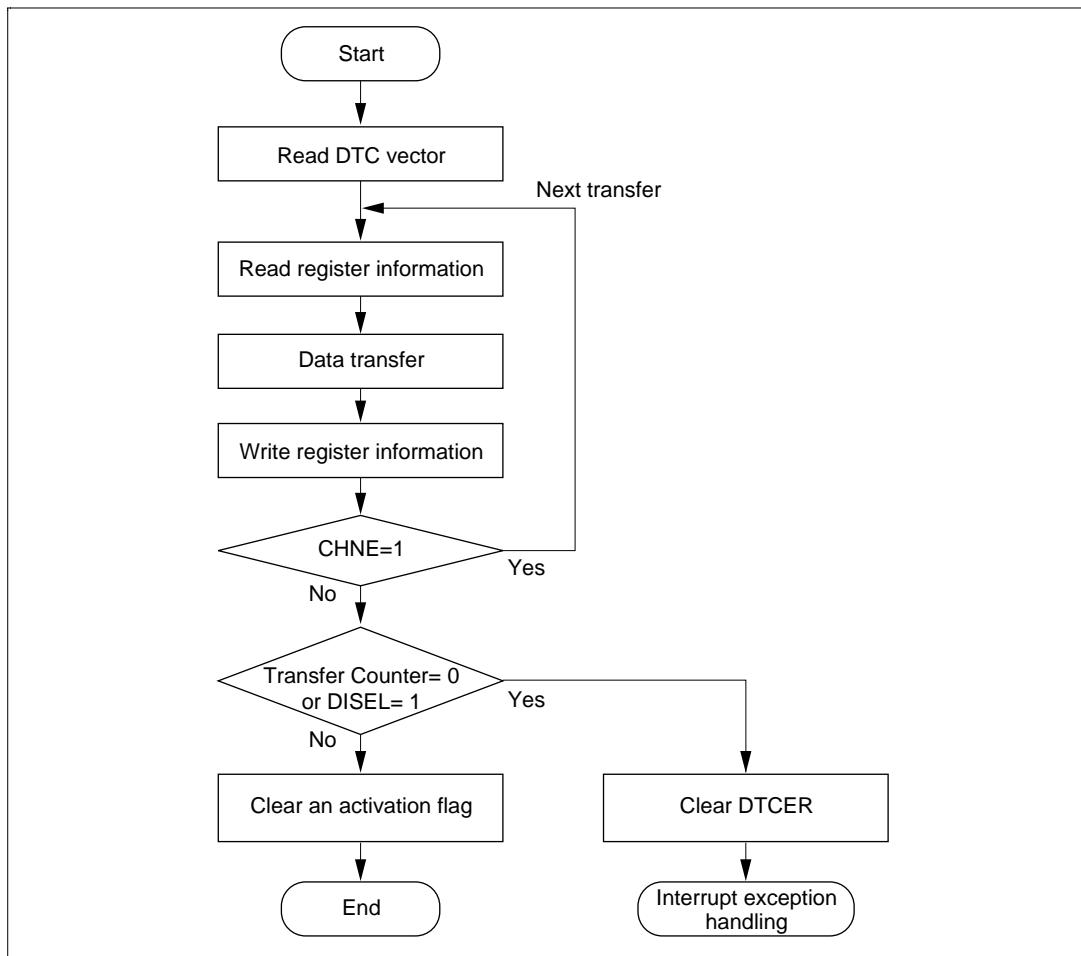 Start
Read DTC vector
Next transfer
Read register information
Data transfer
Write register information
CHNE=1
Yes
No
Transfer Counter= 0
or DISEL= 1
Yes
No
Clear an activation flag
Clear DTCER
End
Interrupt exception
handling